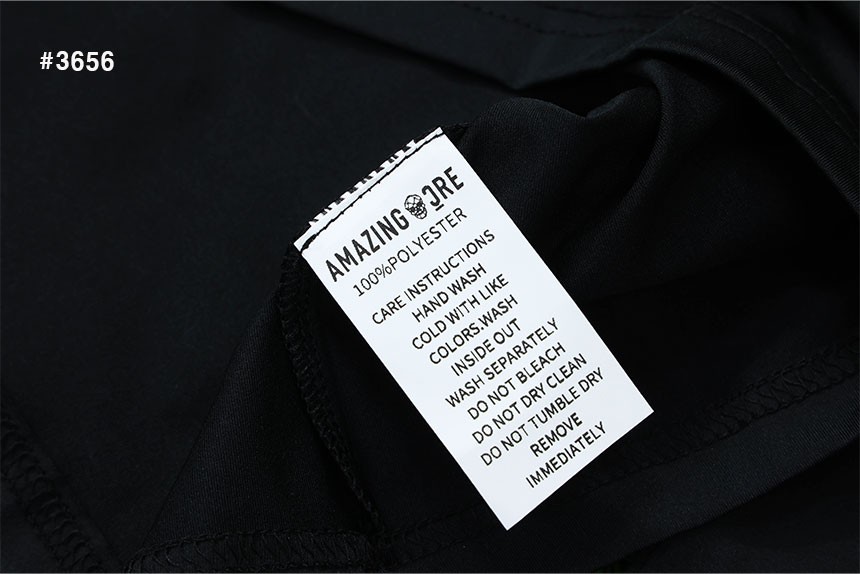 #3656
AMAZING
100%POLYESTER
CARE INSTRUCTIONS
HAND WASH
COLD WITH LIKE
COLORS.WASH
INSIDE OUT
WASH SEPARATELY
DO NOT BLEACH
DO NOT DRY CLEAN
DO NOT TUMBLE DRY
REMOVE
IMMEDIATELY